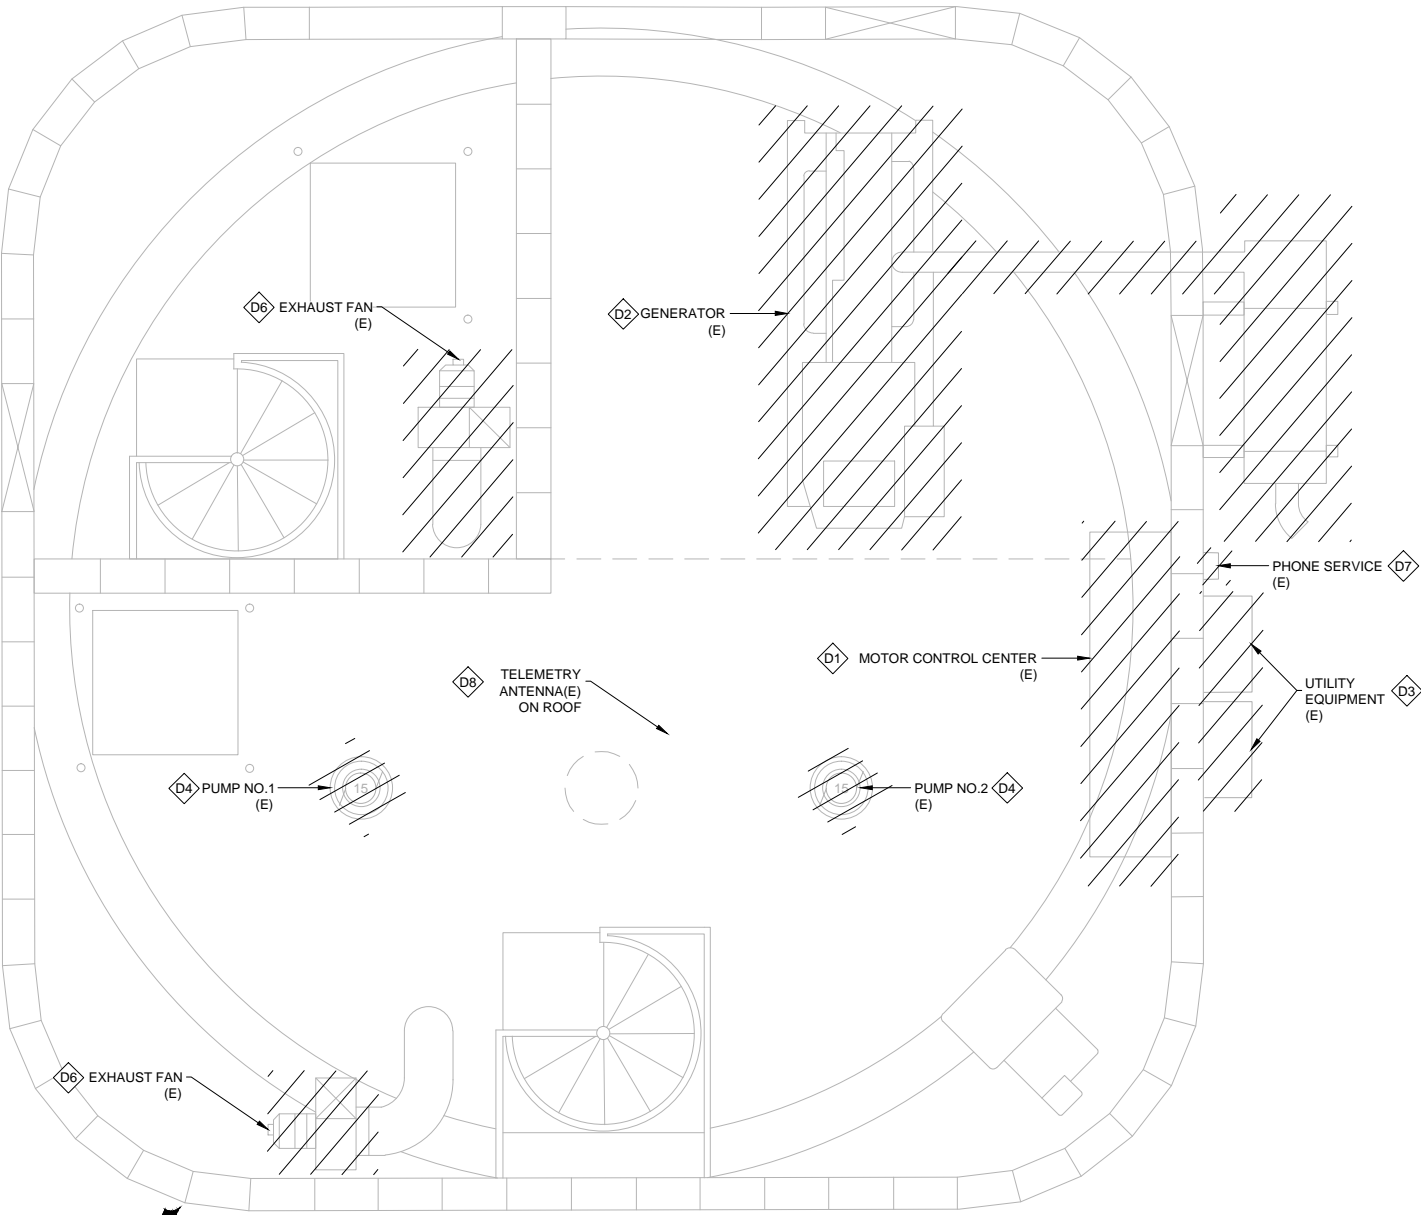 D6 EXHAUST FAN
(E)
D2 GENERATOR
(E)
PHONE SERVICE D7
(E)
D1 MOTOR CONTROL CENTER
(E)
D8 TELEMETRY
ANTENNA(E)
ON ROOF
UTILITY
EQUIPMENT D3
(E)
D4 PUMP NO.1
(E)
15
15
PUMP NO.2 D4
(E)
D6 EXHAUST FAN
(E)